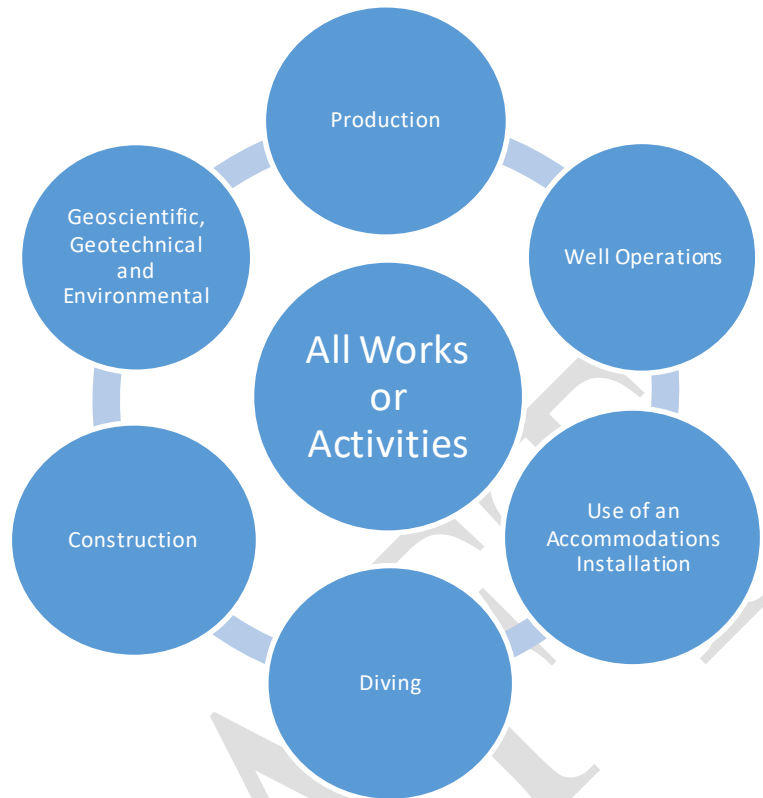 Production
Well Operations
Use of an
Accommodations
Installation
Diving
Construction
Geoscientific,
Geotechnical
and
Environmental
All Works
or
Activities